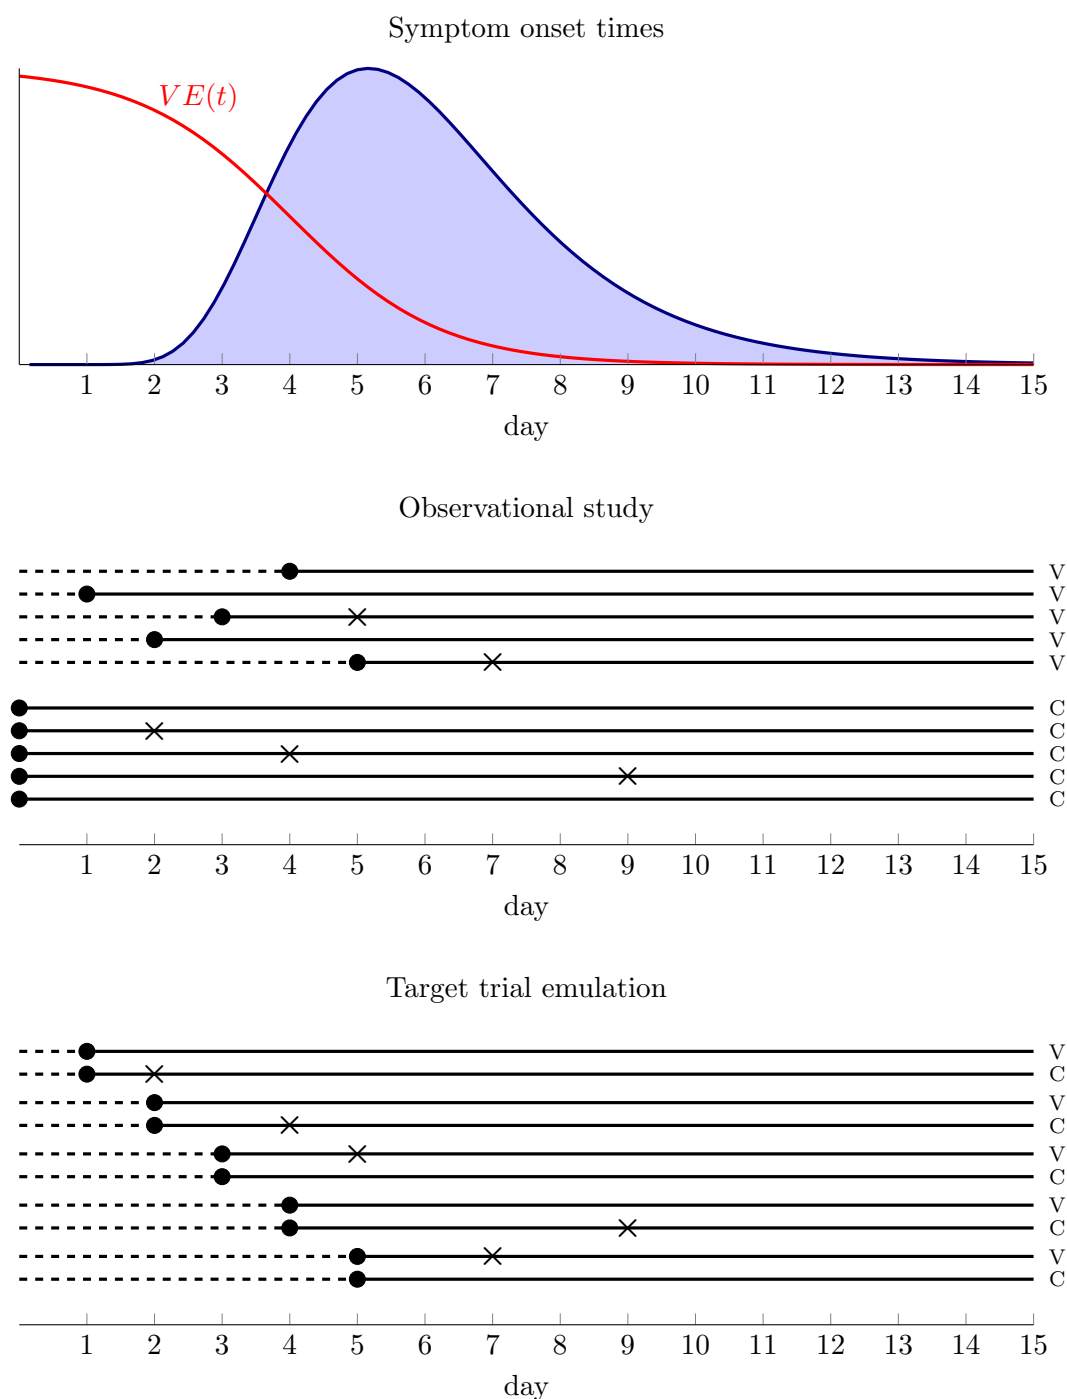 Symptom onset times
VE(t)
1 2 3 4 5 6 7 8 9 10 11 12 13 14 15
day
Observational study
V
V
V
V
V
C
C
C
C
C
1 2 3 4 5 6 7 8 9 10 11 12 13 14 15
day
Target trial emulation
V
C
V
C
V
C
V
C
V
C
1 2 3 4 5 6 7 8 9 10 11 12 13 14 15
day